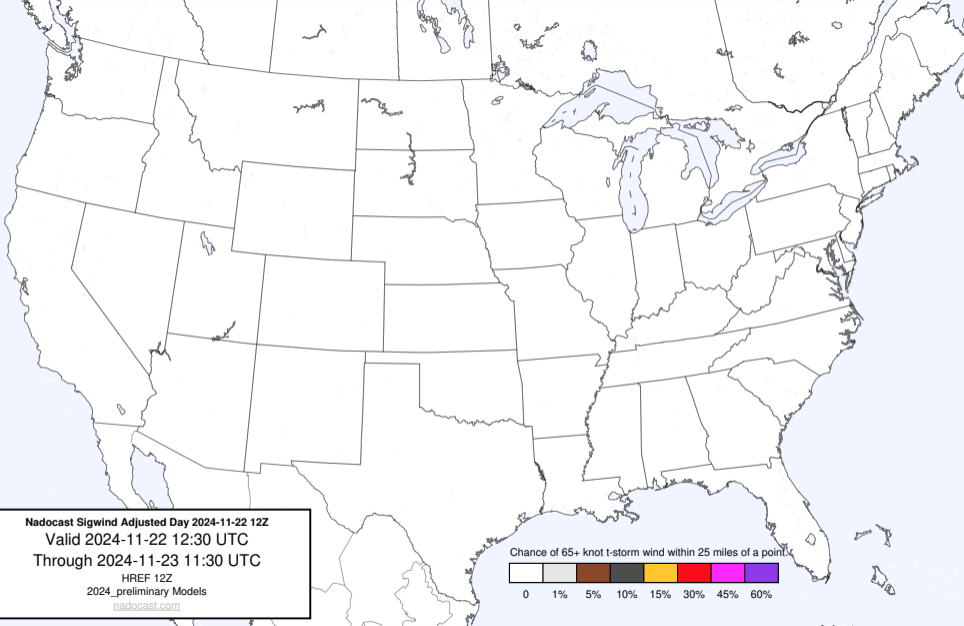 Nadocast Sigwind Adjusted Day 2024-11-22 12Z
Valid 2024-11-22 12:30 UTC
Through 2024-11-23 11:30 UTC
HREF 12Z
2024_preliminary Models
nadocast.com
Chance of 65+ knot t-storm wind within 25 miles of a point.
0 1% 5% 10% 15% 30% 45% 60%